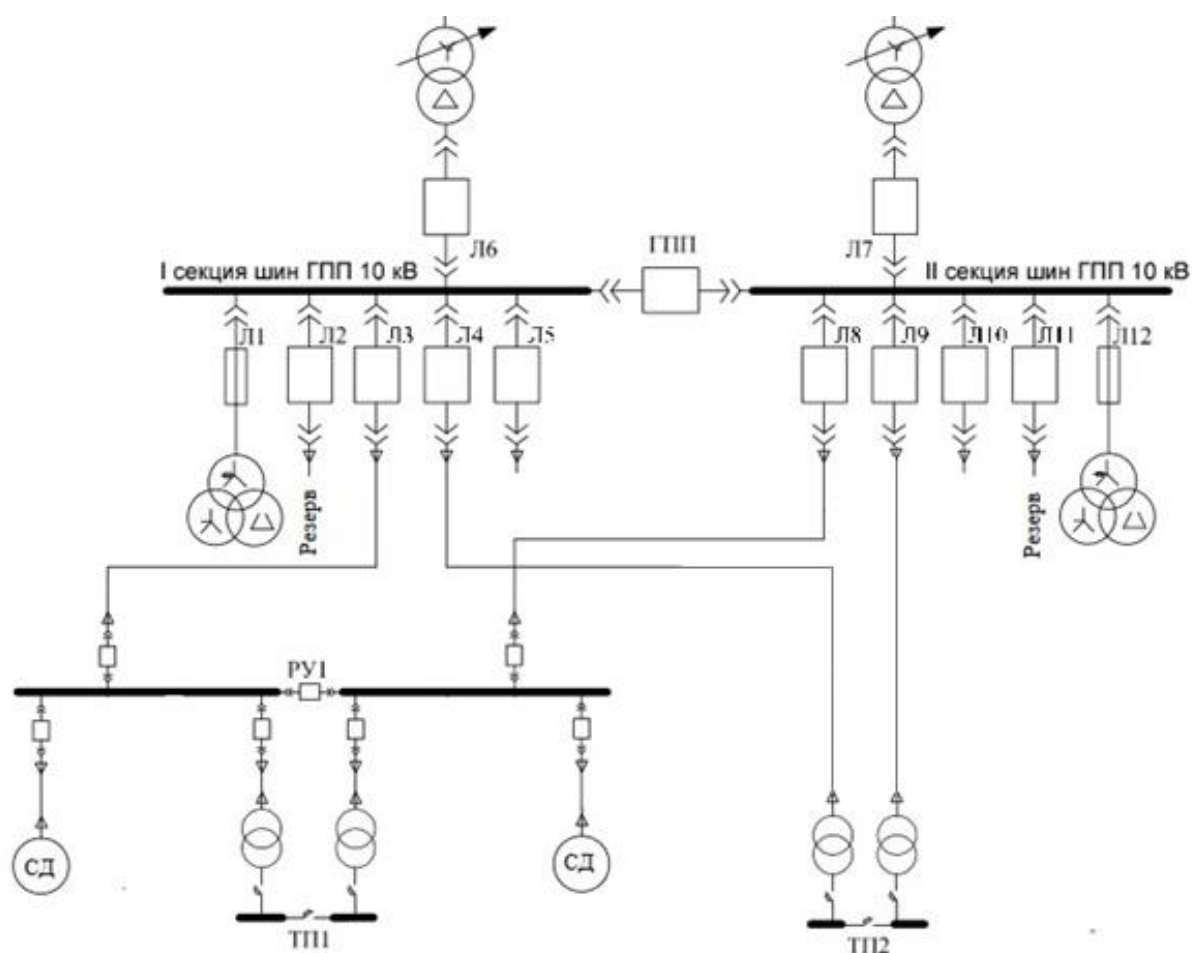 ГПП
Л6
Л7
I секция шин ГПП 10 кВ
II секция шин ГПП 10 кВ
Л1
Л2
Л3
Л4
Л5
Л8
Л9
Л10
Л11
Л12
Резерв
Резерв
РУ1
СД
СД
ТП1
ТП2